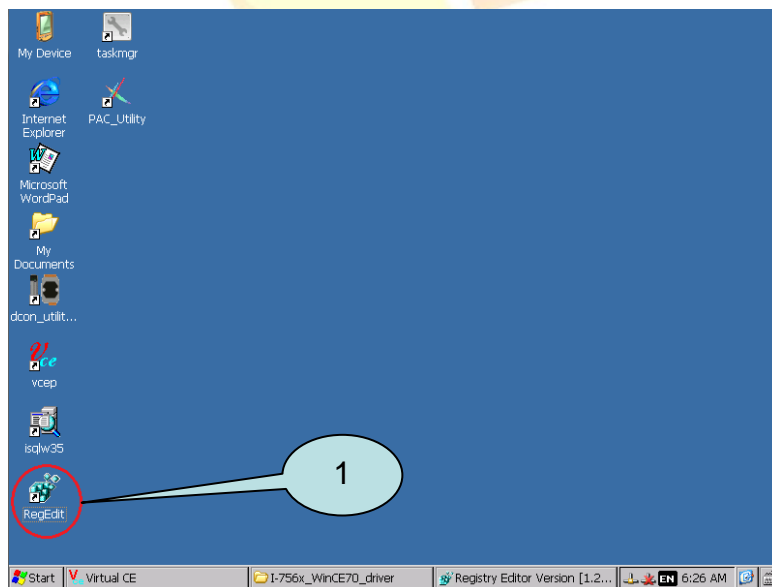 My Device
taskmgr
Internet
Explorer
PAC_Utility
Microsoft
WordPad
My
Documents
dcon_utilit...
vcep
isqlw35
RegEdit
1
Start
Virtual CE
I-756x_WinCE70_driver
Registry Editor Version [1.2...
EN
6:26 AM